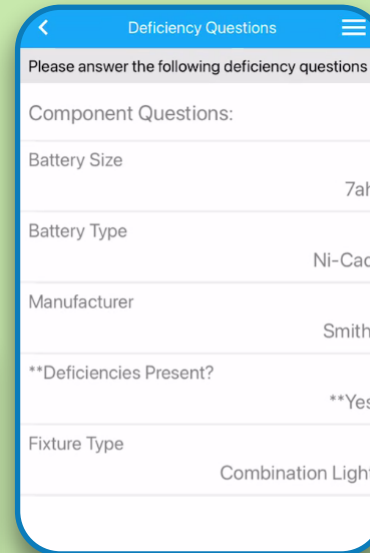 Deficiency Questions
Please answer the following deficiency questions
Component Questions:
Battery Size
7ah
Battery Type
Ni-Cad
Manufacturer
Smith
**Deficiencies Present?
**Yes
Fixture Type
Combination Light